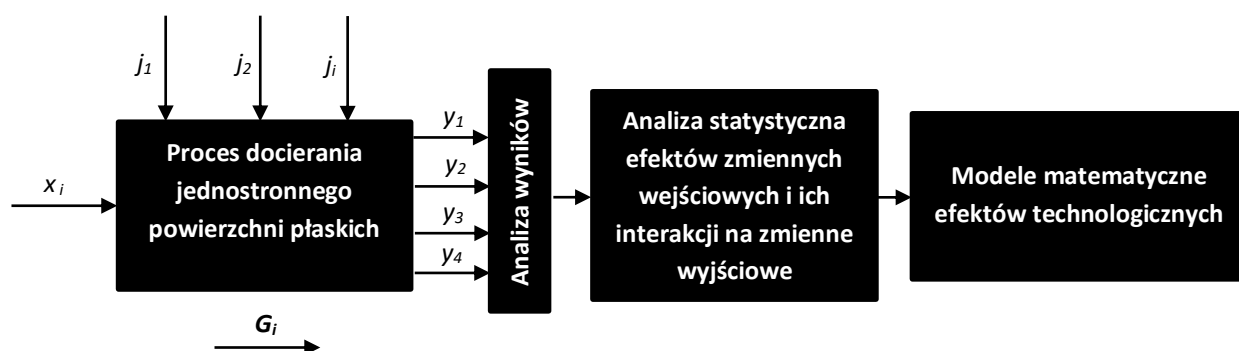 j1 j2 ji
Proces docierania
jednostronnego
powierzchni płaskich
xi
y1
y2
y3
y4
Analiza wyników
Analiza statystyczna
efektów zmiennych
wejściowych i ich
interakcji na zmienne
wyjściowe
Modele matematyczne
efektów technologicznych
Gi